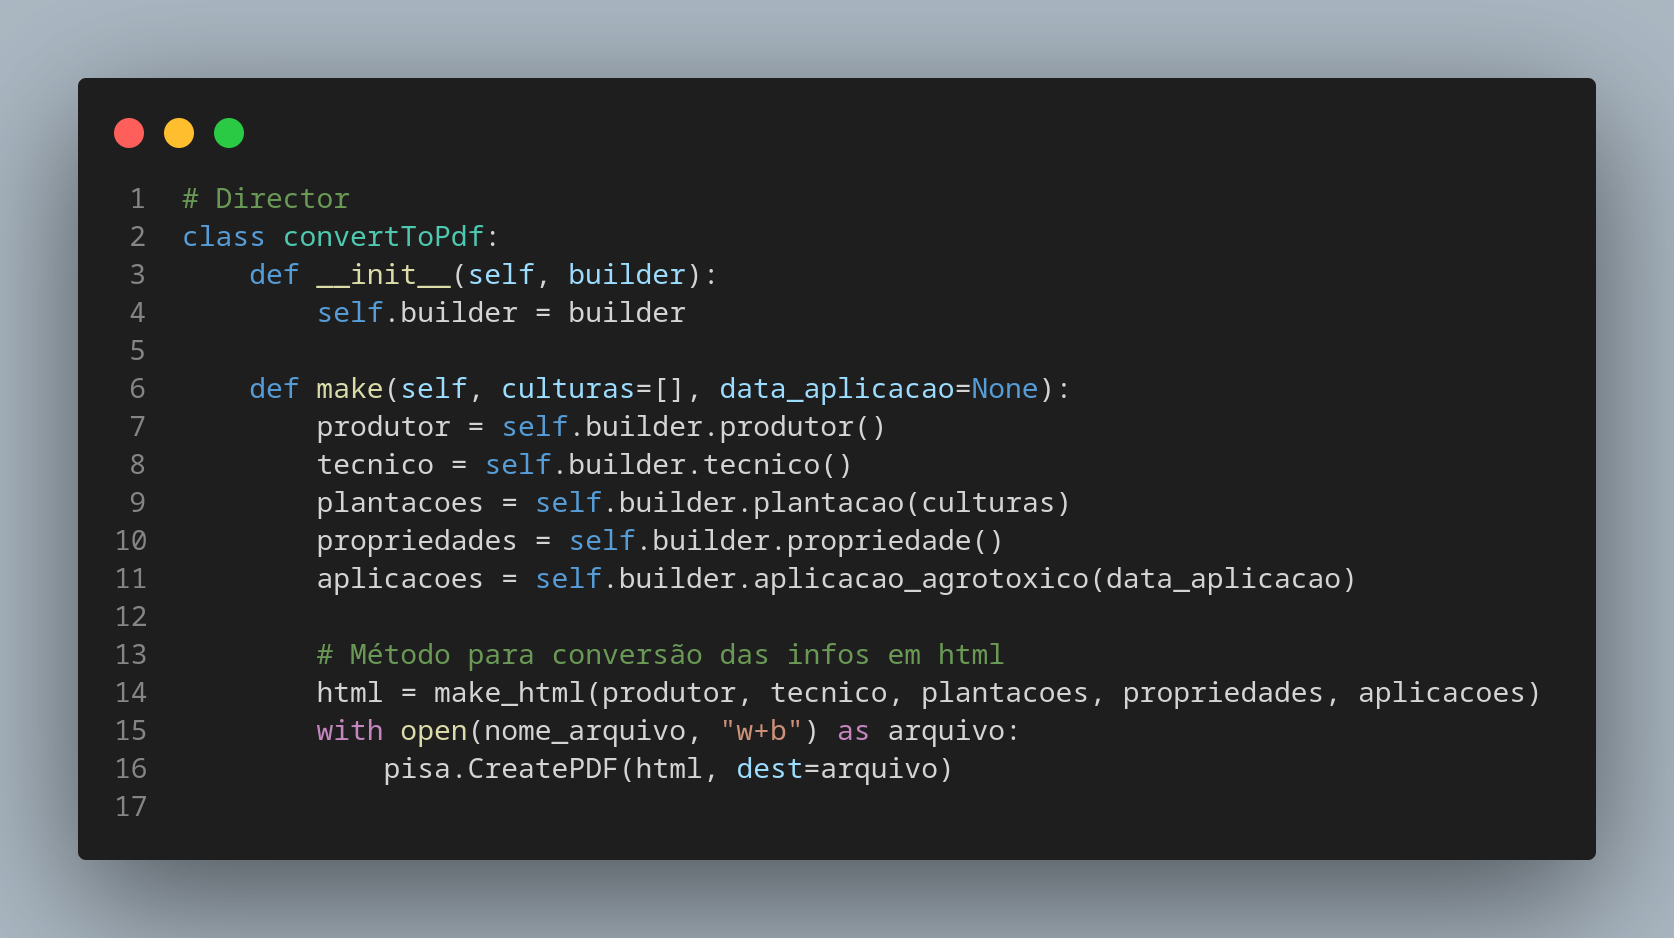 1 # Director
2 class convertToPdf:
3     def __init__(self, builder):
4         self.builder = builder
5
6     def make(self, culturas=[], data_aplicacao=None):
7         produtor = self.builder.produtor()
8         tecnico = self.builder.tecnico()
9         plantacoes = self.builder.plantacao(culturas)
10         propriedades = self.builder.propriedade()
11         aplicacoes = self.builder.aplicacao_agrotoxico(data_aplicacao)
12
13         # Método para conversão das infos em html
14         html = make_html(produtor, tecnico, plantacoes, propriedades, aplicacoes)
15         with open(nome_arquivo, "w+b") as arquivo:
16             pisa.CreatePDF(html, dest=arquivo)
17